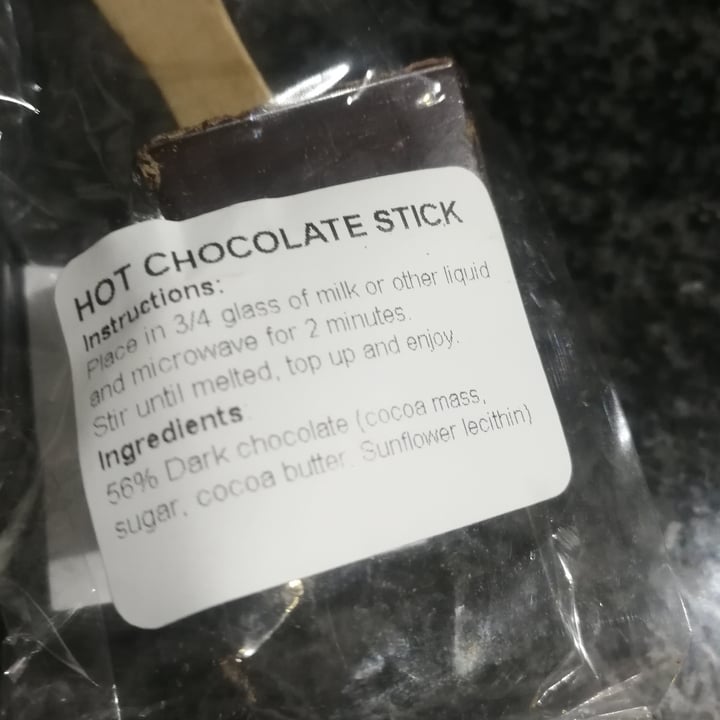 HOT CHOCOLATE STICK
Instructions:
Place in 3/4 glass of milk or other liquid
and microwave for 2 minutes.
Stir until melted, top up and enjoy.
Ingredients:
56% Dark chocolate (cocoa mass,
sugar, cocoa butter. Sunflower lecithin)